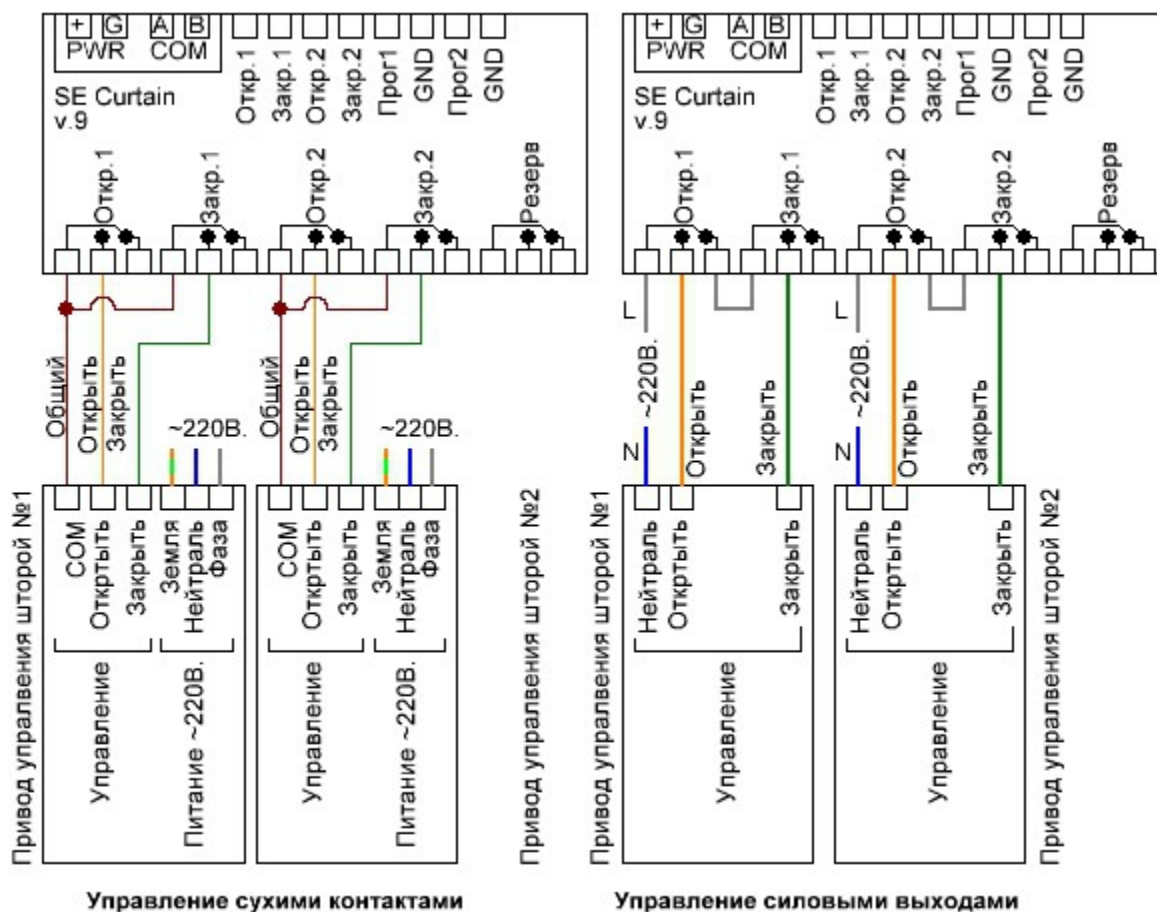 + G A B
PWR COM
Откр.1
Закр.1
Откр.2
Закр.2
Прог1
GND
Прог2
GND
SE Curtain
v.9
Откр.1
Закр.1
Откр.2
Закр.2
Резерв
Общий
Открыть
Закрыть
~220В.
Общий
Открыть
Закрыть
~220В.
Привод упралвения шторой №1
COM
Откртыть
Закрыть
Земля
Нейтраль
Фаза
Управление
Питание ~220В.
COM
Откртыть
Закрыть
Земля
Нейтраль
Фаза
Управление
Питание ~220В.
Привод упралвения шторой №2
Управление сухими контактами
+ G A B
PWR COM
Откр.1
Закр.1
Откр.2
Закр.2
Прог1
GND
Прог2
GND
SE Curtain
v.9
Откр.1
Закр.1
Откр.2
Закр.2
Резерв
L
~220В.
N
Открыть
Закрыть
L
~220В.
N
Открыть
Закрыть
Привод упралвения шторой №1
Нейтраль
Откртыть
Закрыть
Управление
Нейтраль
Откртыть
Закрыть
Управление
Привод упралвения шторой №2
Управление силовыми выходами